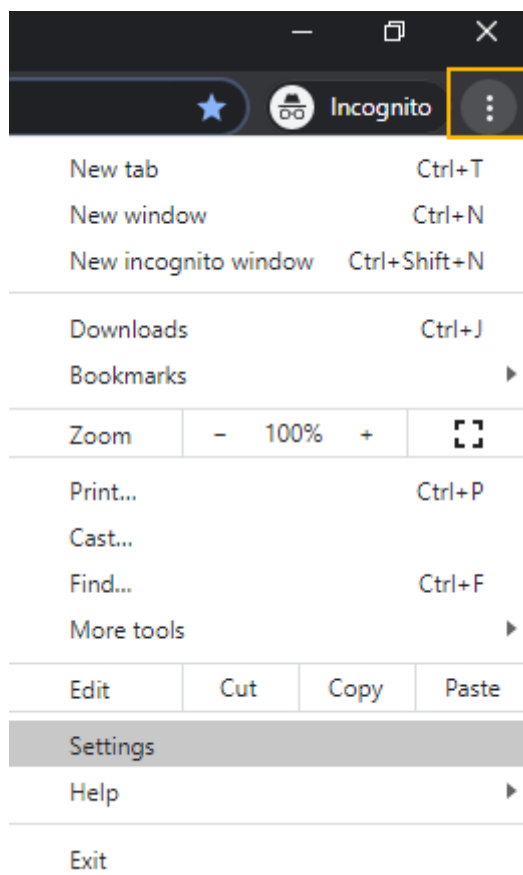 Incognito
New tab Ctrl+T
New window Ctrl+N
New incognito window Ctrl+Shift+N
Downloads Ctrl+J
Bookmarks
Zoom - 100% +
Print... Ctrl+P
Cast...
Find... Ctrl+F
More tools
Edit Cut Copy Paste
Settings
Help
Exit